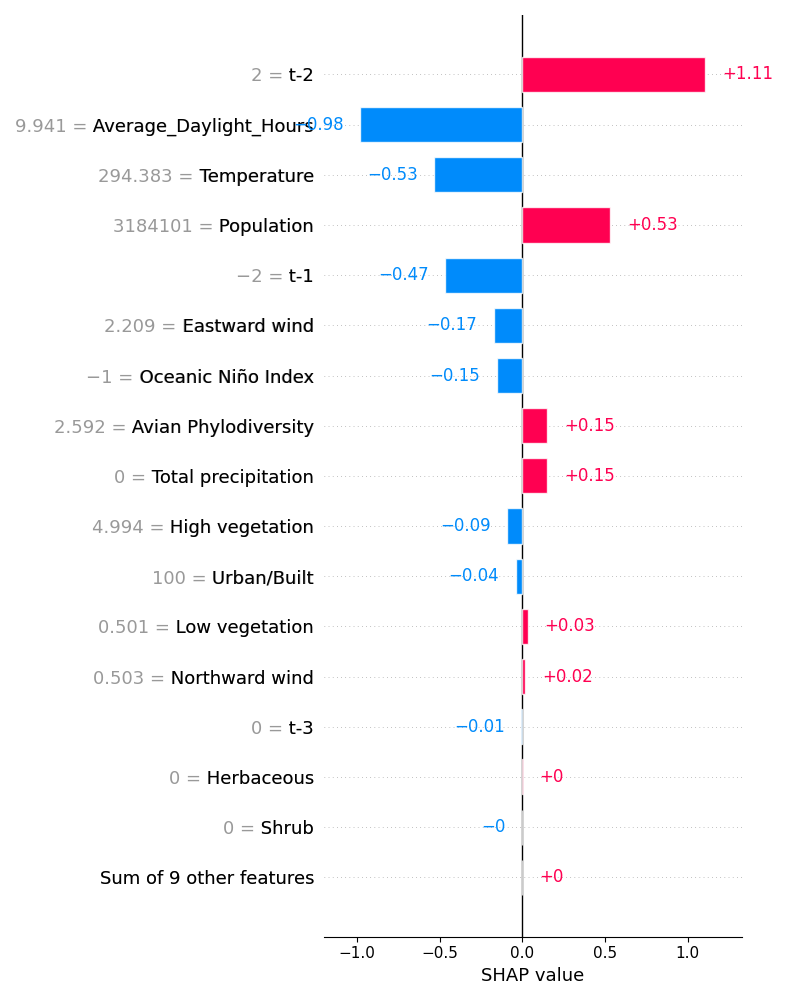 2 = t-2 +1.11
9.941 = Average_Daylight_Hours −0.98
294.383 = Temperature −0.53
3184101 = Population +0.53
−2 = t-1 −0.47
2.209 = Eastward wind −0.17
−1 = Oceanic Niño Index −0.15
2.592 = Avian Phylodiversity +0.15
0 = Total precipitation +0.15
4.994 = High vegetation −0.09
100 = Urban/Built −0.04
0.501 = Low vegetation +0.03
0.503 = Northward wind +0.02
0 = t-3 −0.01
0 = Herbaceous +0
0 = Shrub −0
Sum of 9 other features +0
−1.0 −0.5 0.0 0.5 1.0
SHAP value